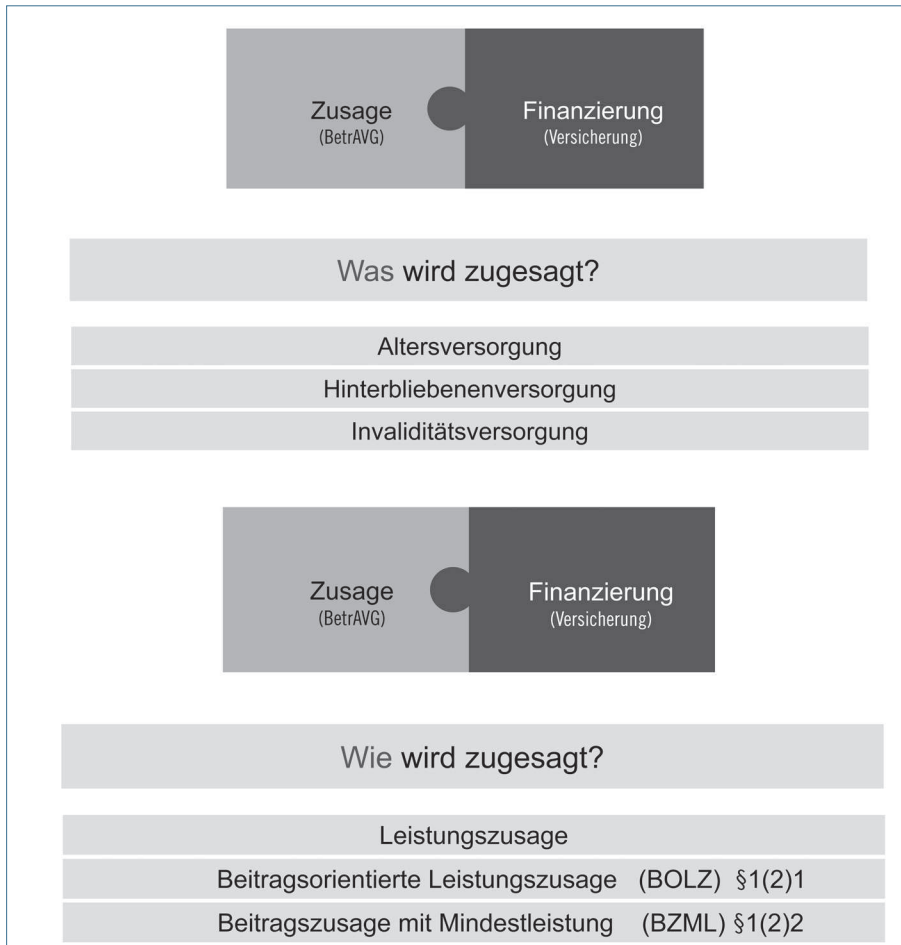 Zusage
(BetrAVG)
Finanzierung
(Versicherung)
Was wird zugesagt?
Altersversorgung
Hinterbliebenenversorgung
Invaliditätsversorgung
Zusage
(BetrAVG)
Finanzierung
(Versicherung)
Wie wird zugesagt?
Leistungszusage
Beitragsorientierte Leistungszusage (BOLZ) §1(2)1
Beitragszusage mit Mindestleistung (BZML) §1(2)2